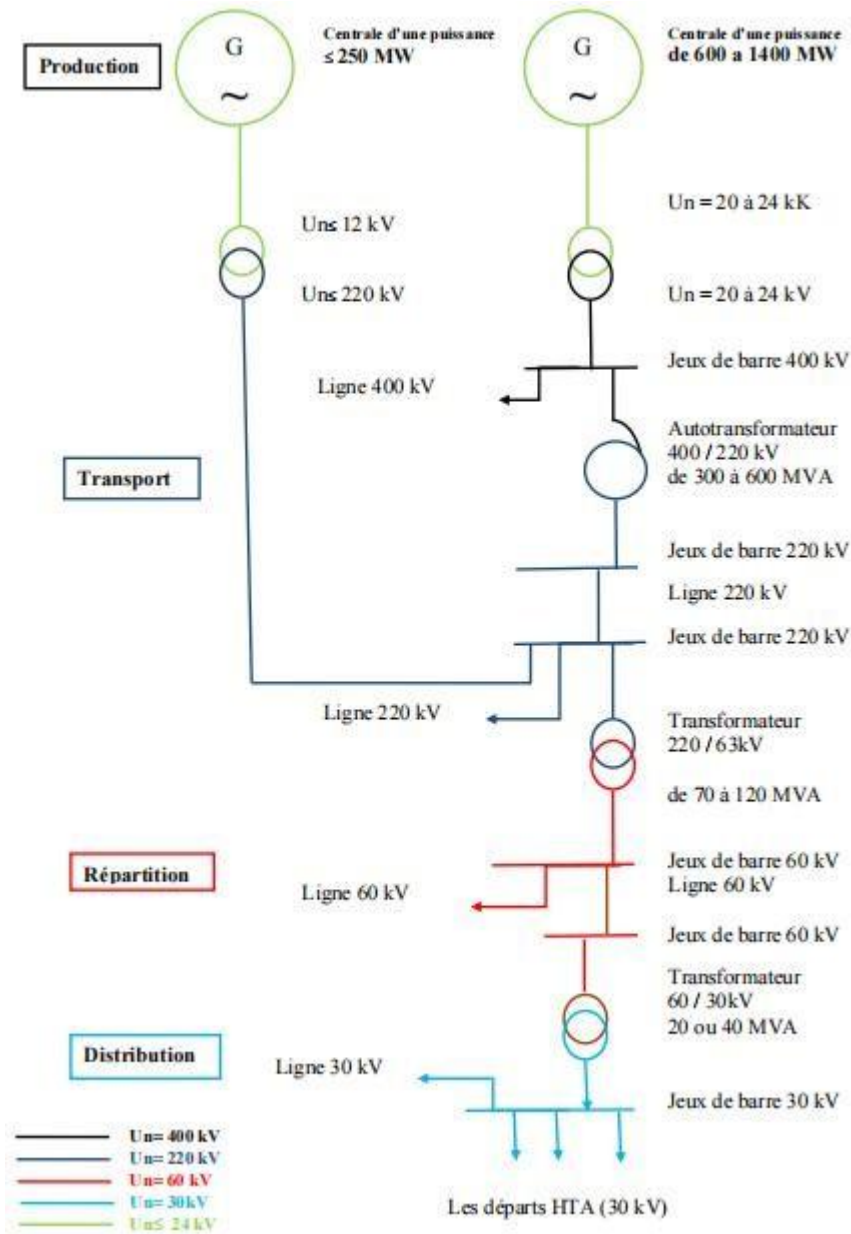 Production
G
~
Centrale d'une puissance
≤ 250 MW
G
~
Centrale d'une puissance
de 600 a 1400 MW
Un≤ 12 kV
Un = 20 à 24 kK
Un≤ 220 kV
Un = 20 à 24 kV
Jeux de barre 400 kV
Ligne 400 kV
Autotransformateur
400 / 220 kV
de 300 à 600 MVA
Transport
Jeux de barre 220 kV
Ligne 220 kV
Jeux de barre 220 kV
Ligne 220 kV
Transformateur
220 / 63kV
de 70 à 120 MVA
Répartition
Jeux de barre 60 kV
Ligne 60 kV
Ligne 60 kV
Jeux de barre 60 kV
Transformateur
60 / 30kV
20 ou 40 MVA
Distribution
Ligne 30 kV
Jeux de barre 30 kV
Un= 400 kV
Un= 220 kV
Un= 60 kV
Un= 30kV
Un≤ 24 kV
Les départs HTA (30 kV)